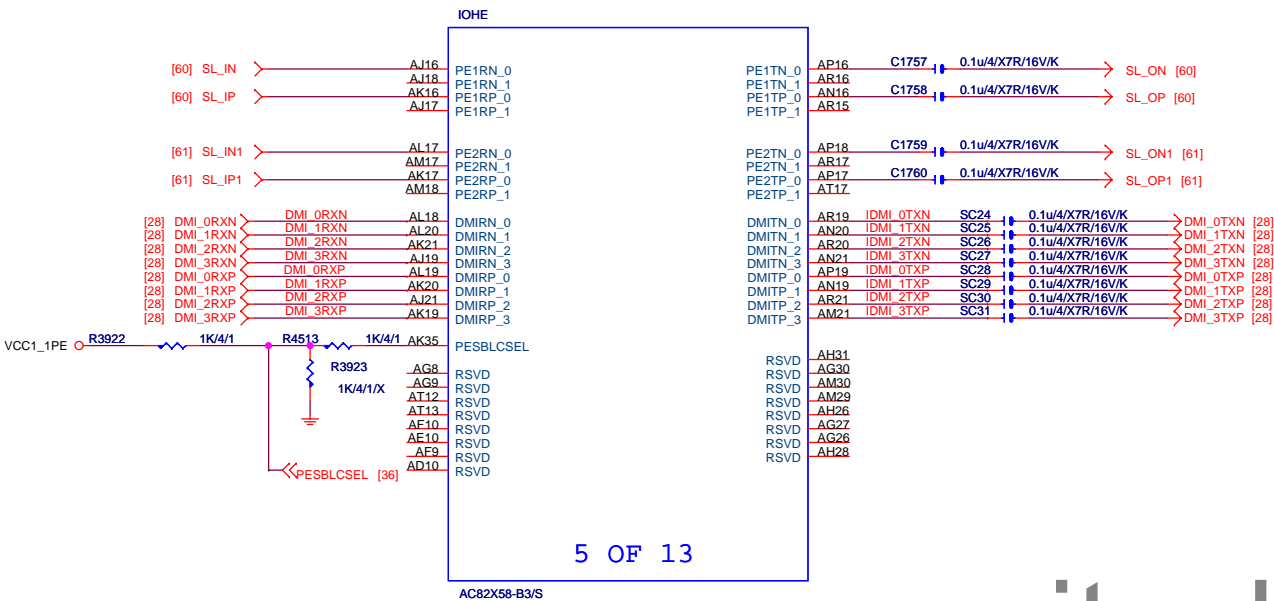 IOHE
[60] SL_IN AJ16 PE1RN_0 PE1TN_0 AP16 C1757 0.1u/4/X7R/16V/K SL_ON [60]
AJ18 PE1RN_1 PE1TN_1 AR16
[60] SL_IP AK16 PE1RP_0 PE1TP_0 AN16 C1758 0.1u/4/X7R/16V/K SL_OP [60]
AJ17 PE1RP_1 PE1TP_1 AR15
[61] SL_IN1 AL17 PE2RN_0 PE2TN_0 AP18 C1759 0.1u/4/X7R/16V/K SL_ON1 [61]
AM17 PE2RN_1 PE2TN_1 AR17
[61] SL_IP1 AK17 PE2RP_0 PE2TP_0 AP17 C1760 0.1u/4/X7R/16V/K SL_OP1 [61]
AM18 PE2RP_1 PE2TP_1 AT17
[28] DMI_0RXN DMI_0RXN AL18 DMIRN_0 DMITN_0 AR19 IDMI_0TXN SC24 0.1u/4/X7R/16V/K DMI_0TXN [28]
[28] DMI_1RXN DMI_1RXN AL20 DMIRN_1 DMITN_1 AN20 IDMI_1TXN SC25 0.1u/4/X7R/16V/K DMI_1TXN [28]
[28] DMI_2RXN DMI_2RXN AK21 DMIRN_2 DMITN_2 AR20 IDMI_2TXN SC26 0.1u/4/X7R/16V/K DMI_2TXN [28]
[28] DMI_3RXN DMI_3RXN AJ19 DMIRN_3 DMITN_3 AN21 IDMI_3TXN SC27 0.1u/4/X7R/16V/K DMI_3TXN [28]
[28] DMI_0RXP DMI_0RXP AL19 DMIRP_0 DMITP_0 AP19 IDMI_0TXP SC28 0.1u/4/X7R/16V/K DMI_0TXP [28]
[28] DMI_1RXP DMI_1RXP AK20 DMIRP_1 DMITP_1 AN19 IDMI_1TXP SC29 0.1u/4/X7R/16V/K DMI_1TXP [28]
[28] DMI_2RXP DMI_2RXP AJ21 DMIRP_2 DMITP_2 AR21 IDMI_2TXP SC30 0.1u/4/X7R/16V/K DMI_2TXP [28]
[28] DMI_3RXP DMI_3RXP AK19 DMIRP_3 DMITP_3 AM21 IDMI_3TXP SC31 0.1u/4/X7R/16V/K DMI_3TXP [28]
VCC1_1PE R3922 1K/4/1 R4513 1K/4/1 AK35 PESBLCSEL
R3923
1K/4/1/X
AG8 RSVD RSVD AH31
AG9 RSVD RSVD AG30
AT12 RSVD RSVD AM30
AT13 RSVD RSVD AM29
AF10 RSVD RSVD AH26
AE10 RSVD RSVD AG27
AF9 RSVD RSVD AG26
AD10 RSVD RSVD AH28
PESBLCSEL [36]
5 OF 13
AC82X58-B3/S